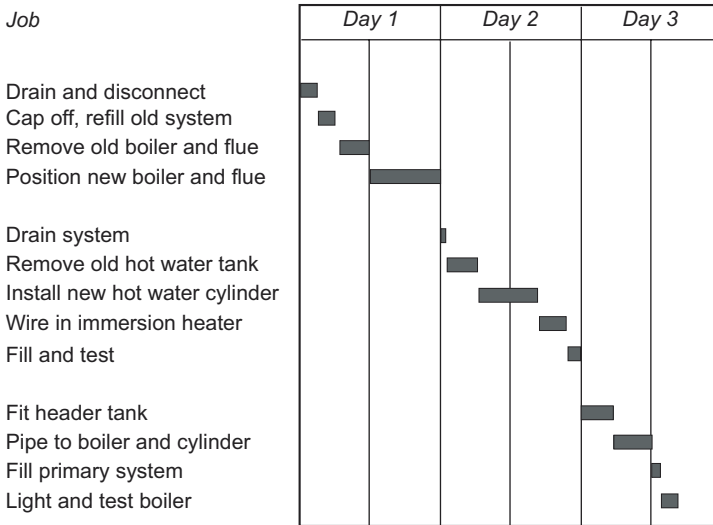 Job Day 1 Day 2 Day 3
Drain and disconnect
Cap off, refill old system
Remove old boiler and flue
Position new boiler and flue
Drain system
Remove old hot water tank
Install new hot water cylinder
Wire in immersion heater
Fill and test
Fit header tank
Pipe to boiler and cylinder
Fill primary system
Light and test boiler